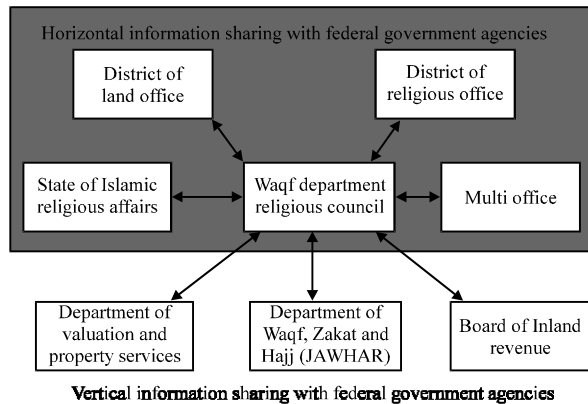 Horizontal information sharing with federal government agencies
District of
land office
District of
religious office
State of Islamic
religious affairs
Waqf department
religious council
Multi office
Department of
valuation and
property services
Department of
Waqf, Zakat and
Hajj (JAWHAR)
Board of Inland
revenue
Vertical information sharing with federal government agencies